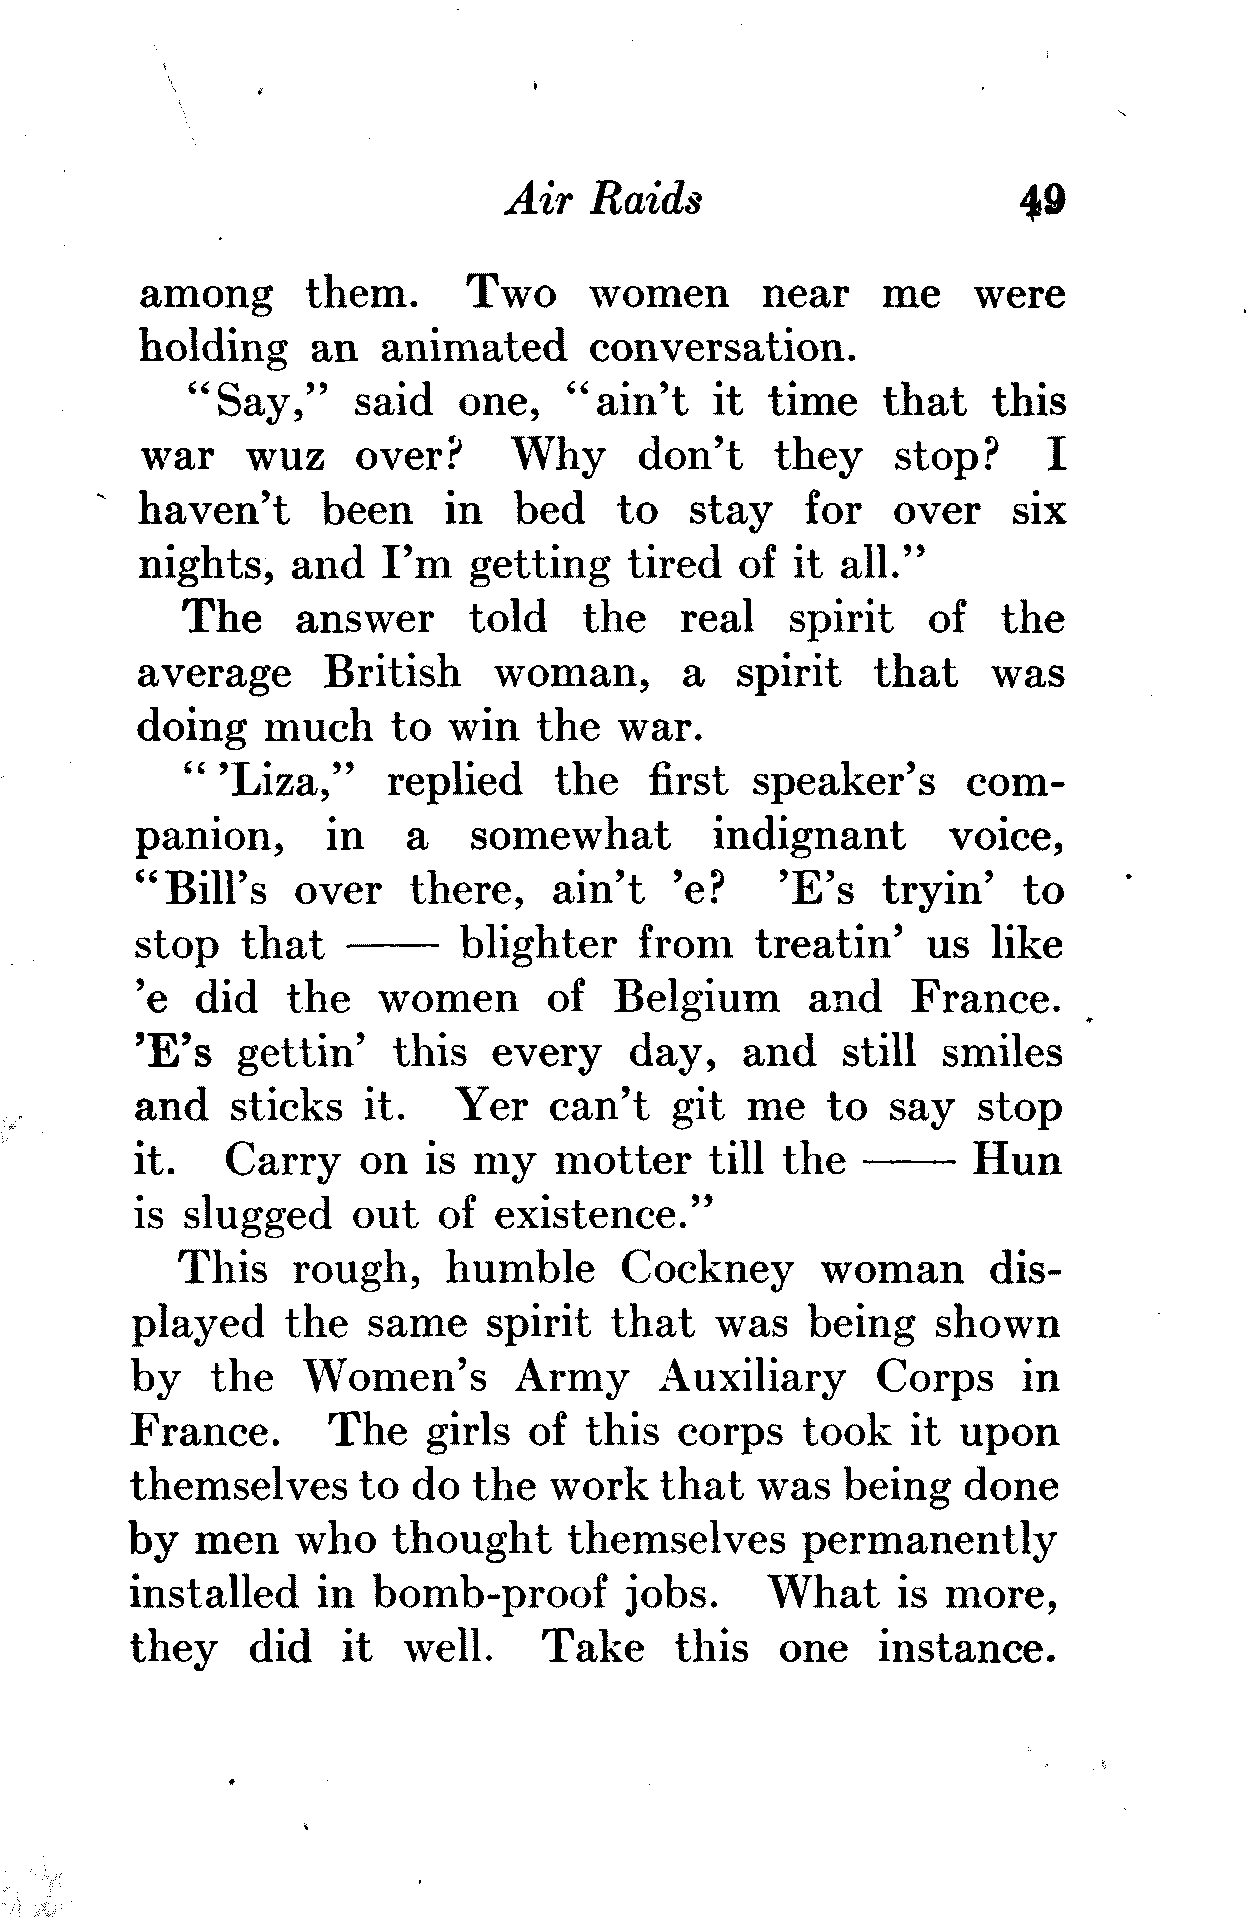 Air Raids 49
among them. Two women near me were
holding an animated conversation.
"Say," said one, "ain't it time that this
war wuz over? Why don't they stop? I
haven't been in bed to stay for over six
nights, and I'm getting tired of it all."
The answer told the real spirit of the
average British woman, a spirit that was
doing much to win the war.
" 'Liza," replied the first speaker's com-
panion, in a somewhat indignant voice,
"Bill's over there, ain't 'e? 'E's tryin' to
stop that —— blighter from treatin' us like
'e did the women of Belgium and France.
'E's gettin' this every day, and still smiles
and sticks it. Yer can't git me to say stop
it. Carry on is my motter till the —— Hun
is slugged out of existence."
This rough, humble Cockney woman dis-
played the same spirit that was being shown
by the Women's Army Auxiliary Corps in
France. The girls of this corps took it upon
themselves to do the work that was being done
by men who thought themselves permanently
installed in bomb-proof jobs. What is more,
they did it well. Take this one instance.